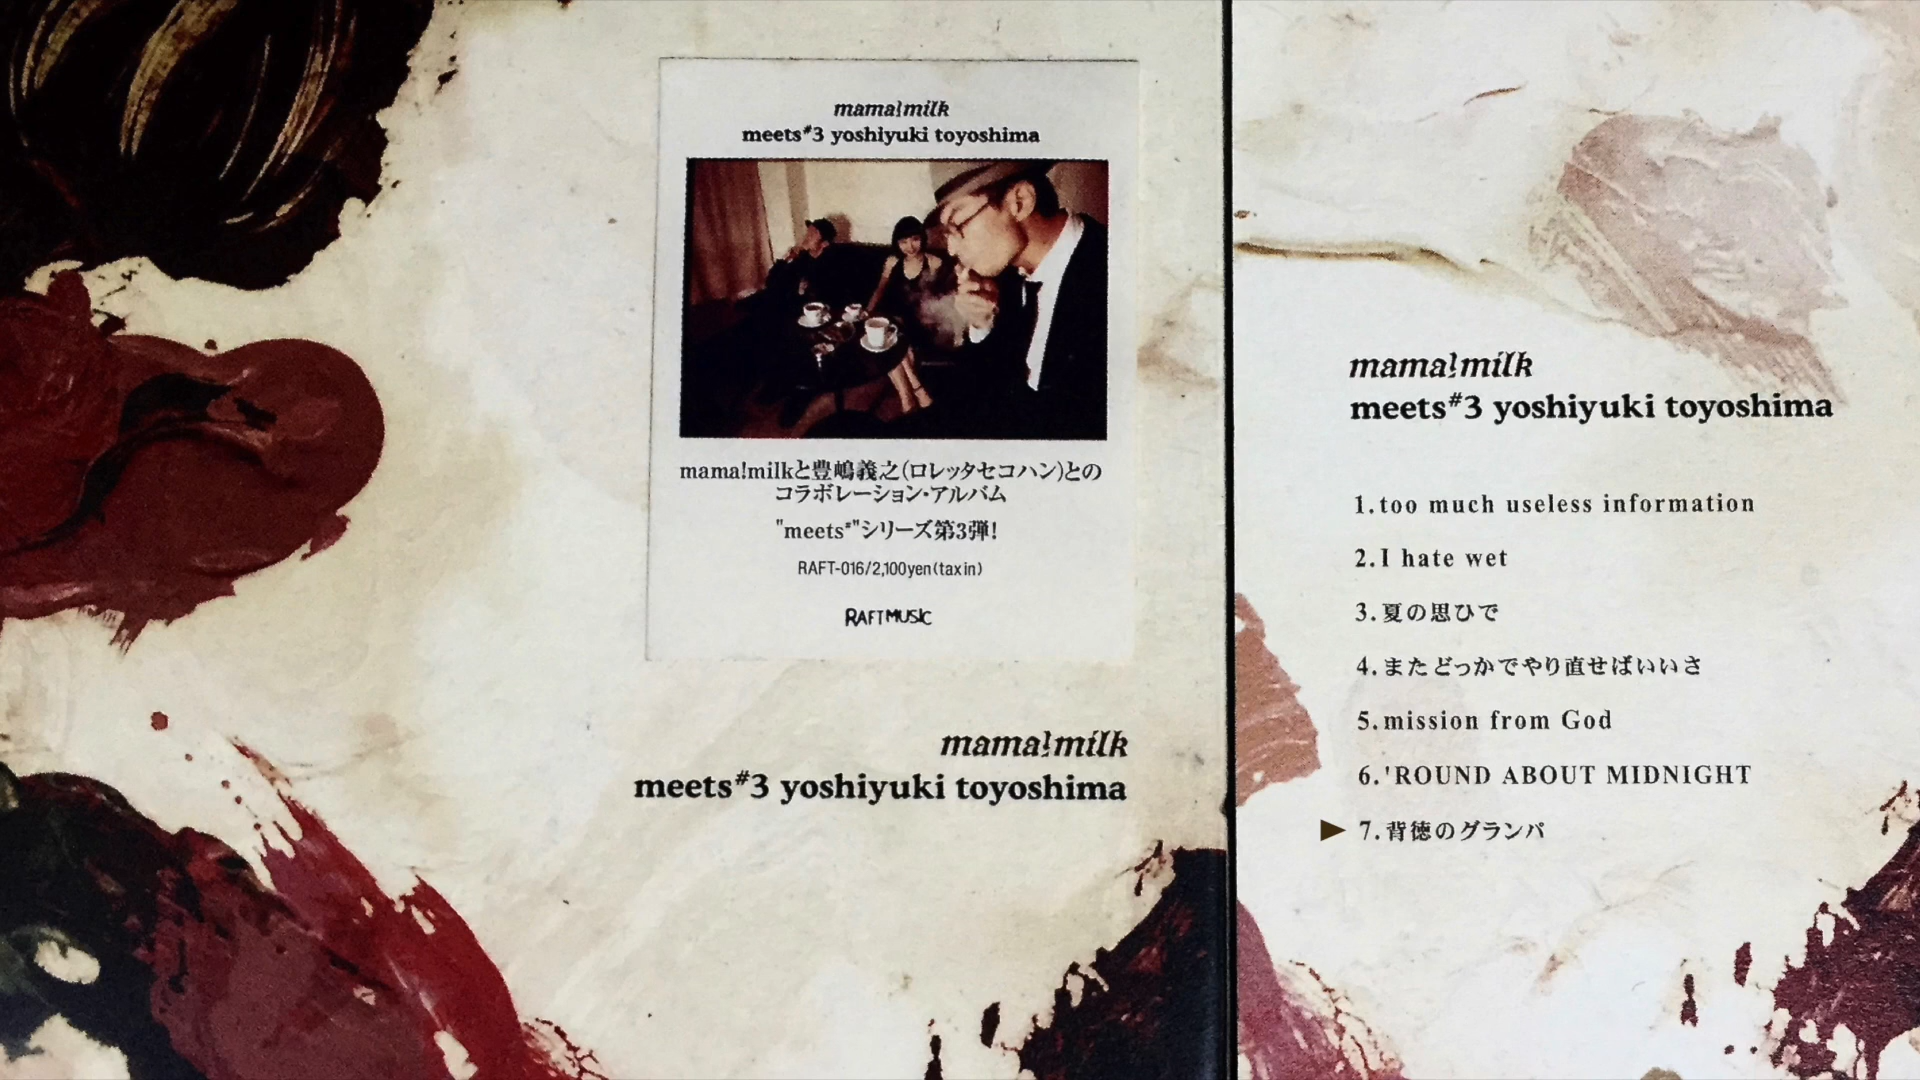 mama!milk
meets#3 yoshiyuki toyoshima
mama!milkと豊嶋義之(ロレッタセコハン)との
コラボレーション・アルバム
"meets#"シリーズ第3弾!
RAFT-016/2,100yen(tax in)
RAFT MUSIC
mama!milk
meets#3 yoshiyuki toyoshima
mama!milk
meets#3 yoshiyuki toyoshima
1.too much useless information
2.I hate wet
3.夏の思ひで
4.またどっかでやり直せばいいさ
5.mission from God
6.'ROUND ABOUT MIDNIGHT
7.背徳のグランパ